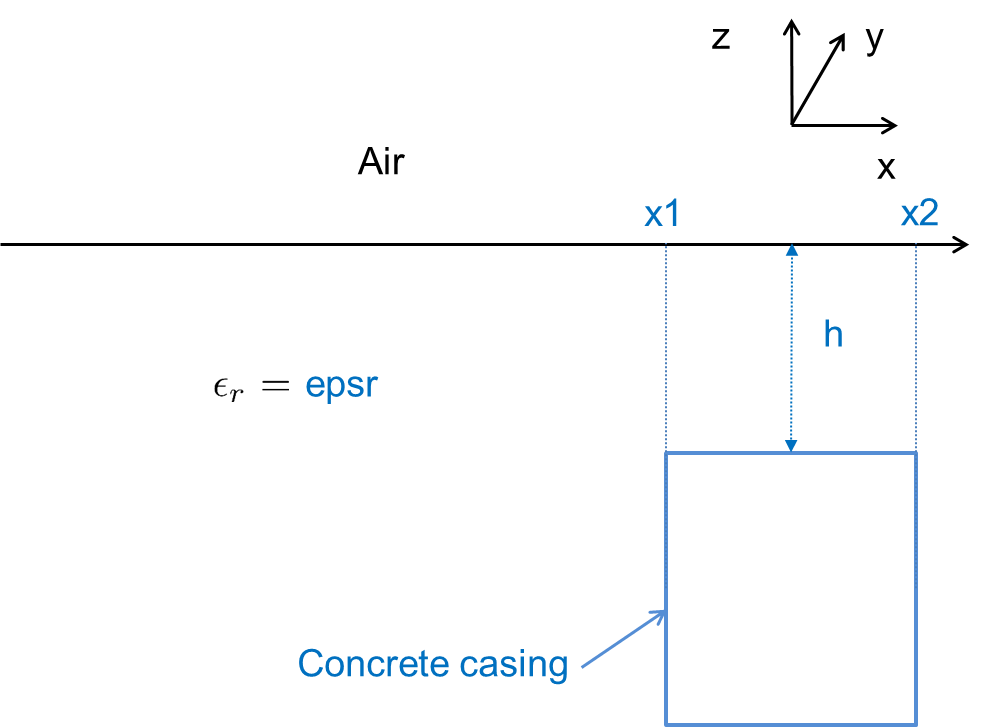 z
y
Air
x
x1
x2
h
ϵr = epsr
Concrete casing